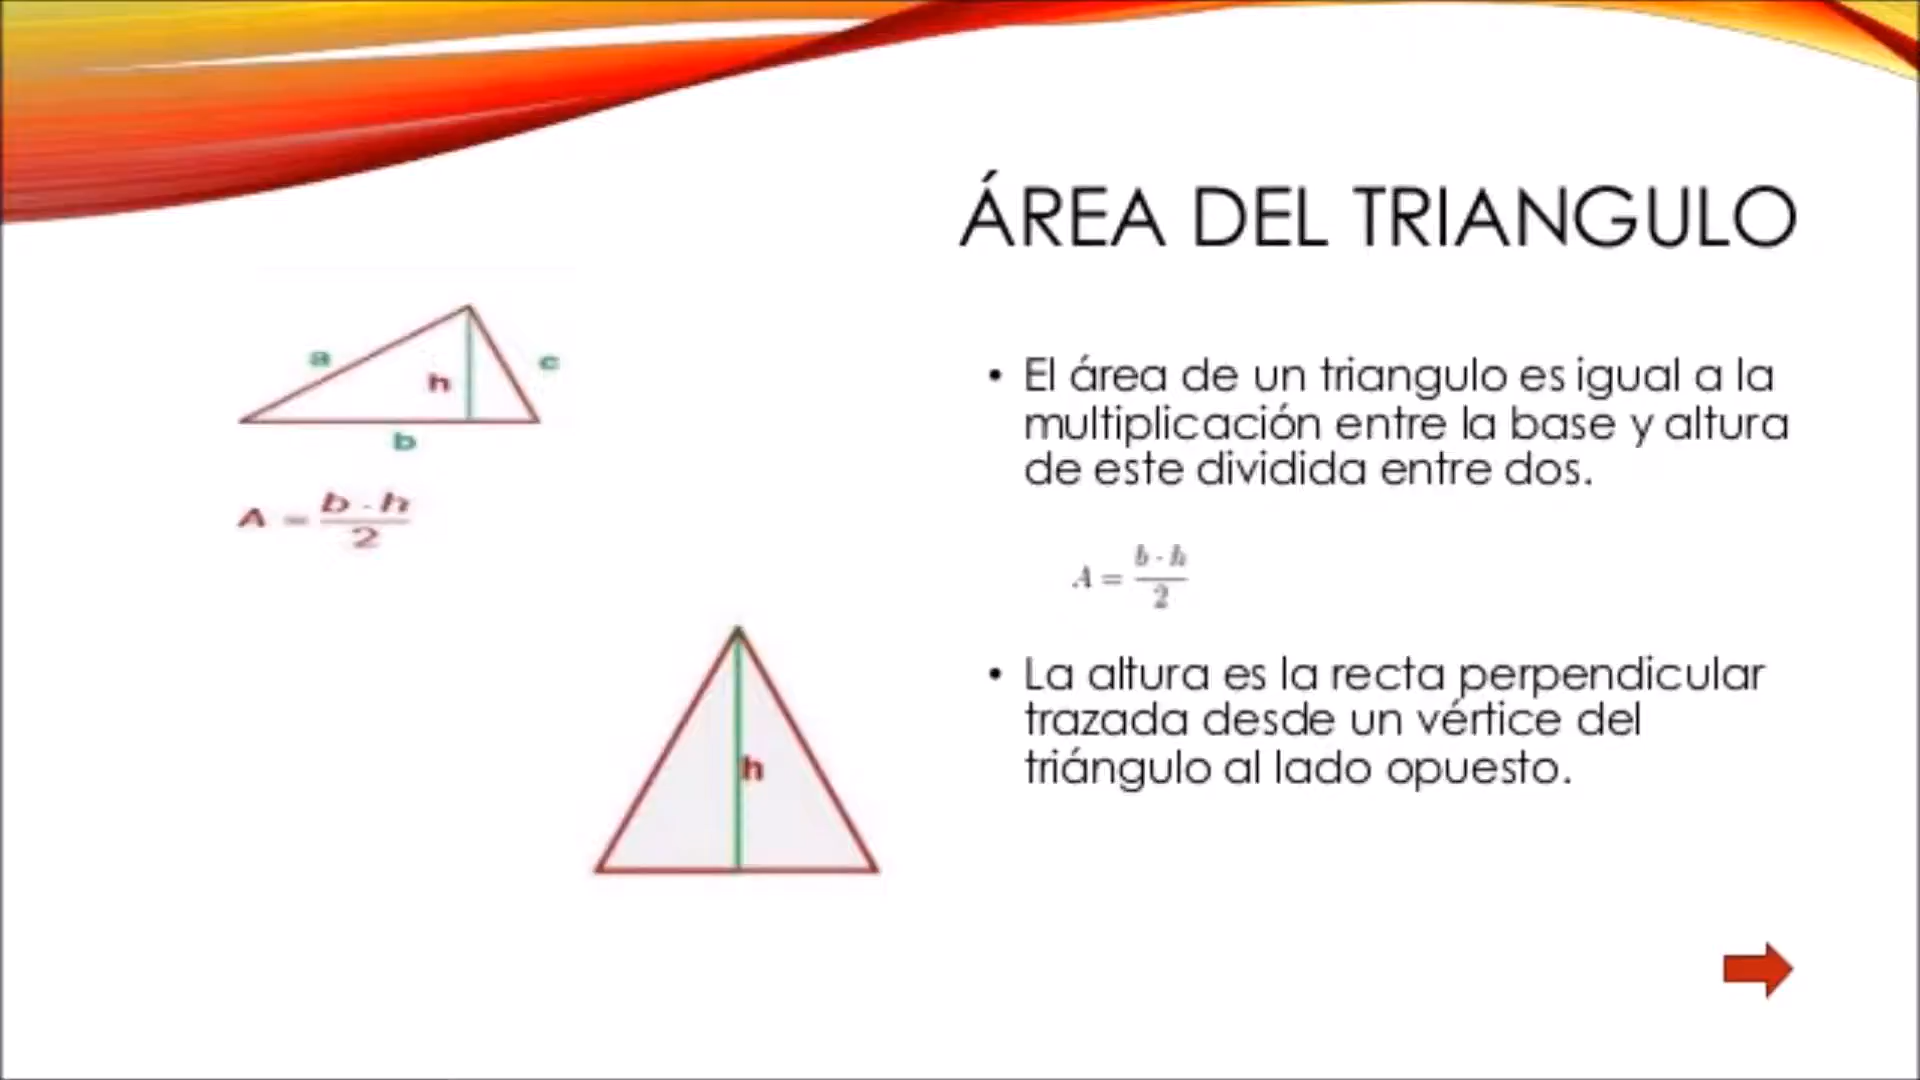 ÁREA DEL TRIANGULO
a
h
c
b
A = b · h / 2
h
• El área de un triangulo es igual a la
multiplicación entre la base y altura
de este dividida entre dos.
A = b · h / 2
• La altura es la recta perpendicular
trazada desde un vértice del
triángulo al lado opuesto.